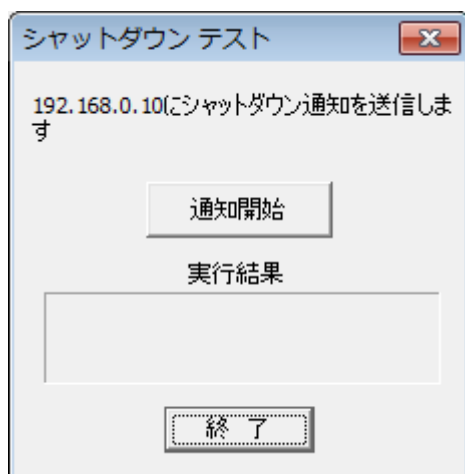 シャットダウン テスト
192.168.0.10にシャットダウン通知を送信しま
す
通知開始
実行結果
終 了